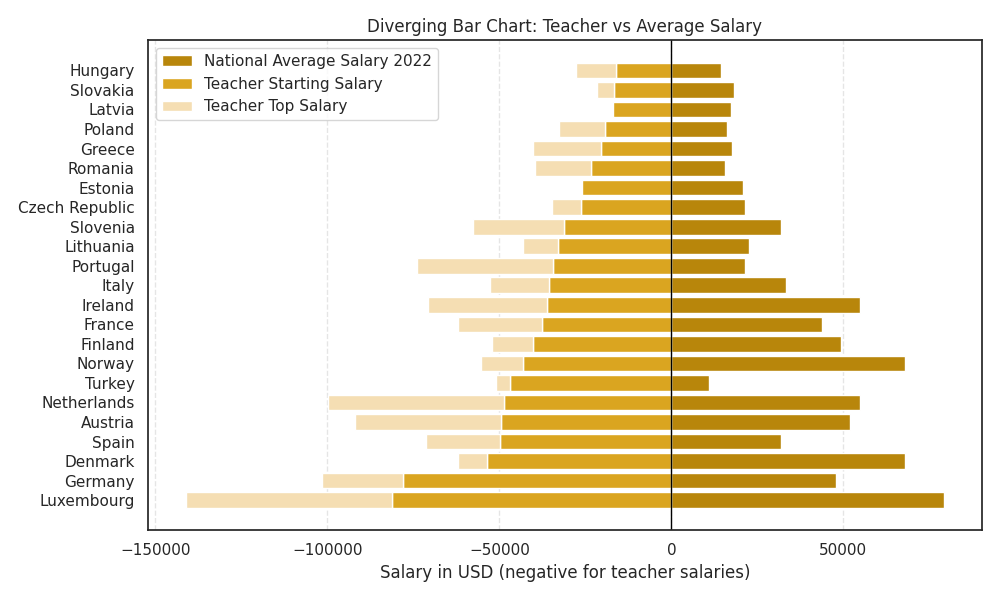 Diverging Bar Chart: Teacher vs Average Salary
National Average Salary 2022
Teacher Starting Salary
Teacher Top Salary
Hungary
Slovakia
Latvia
Poland
Greece
Romania
Estonia
Czech Republic
Slovenia
Lithuania
Portugal
Italy
Ireland
France
Finland
Norway
Turkey
Netherlands
Austria
Spain
Denmark
Germany
Luxembourg
−150000 −100000 −50000 0 50000
Salary in USD (negative for teacher salaries)